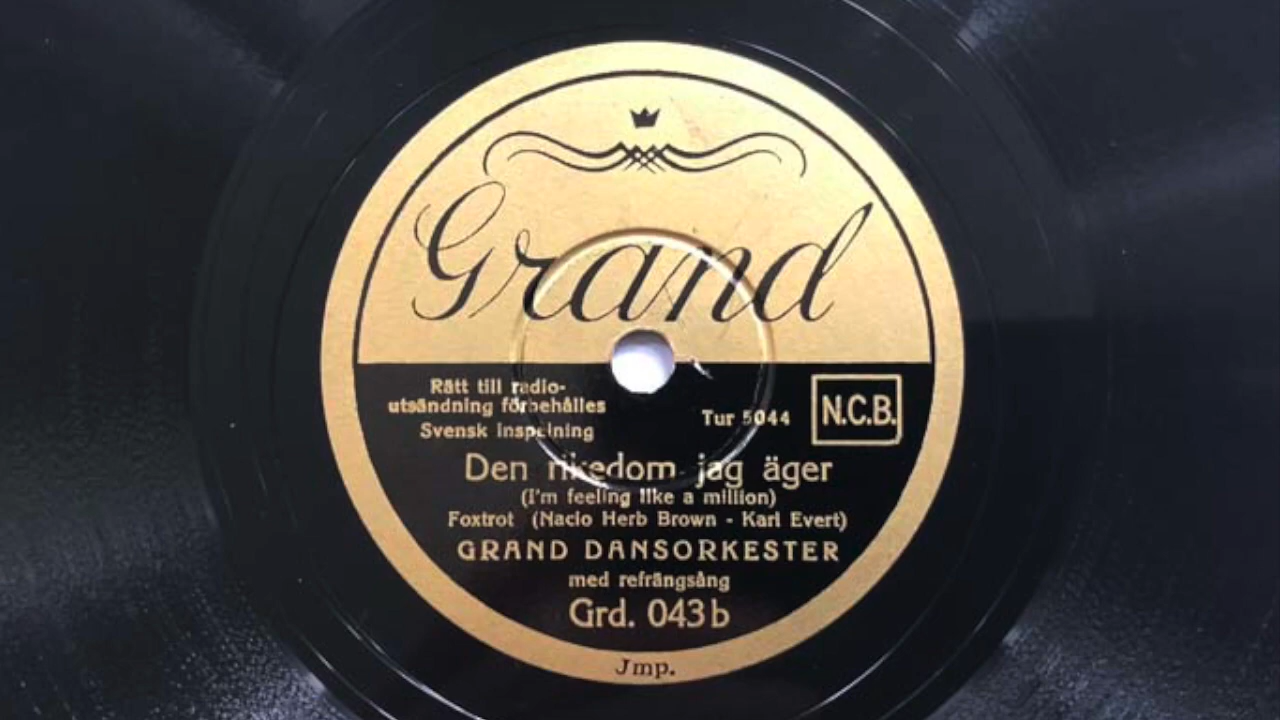 Grand
Rätt till radio-
utsändning förbehålles
Svensk inspelning
Tur 5044
N.C.B.
Den rikedom jag äger
(I'm feeling like a million)
Foxtrot (Nacio Herb Brown - Karl Evert)
GRAND DANSORKESTER
med refrängsång
Grd. 043b
Jmp.